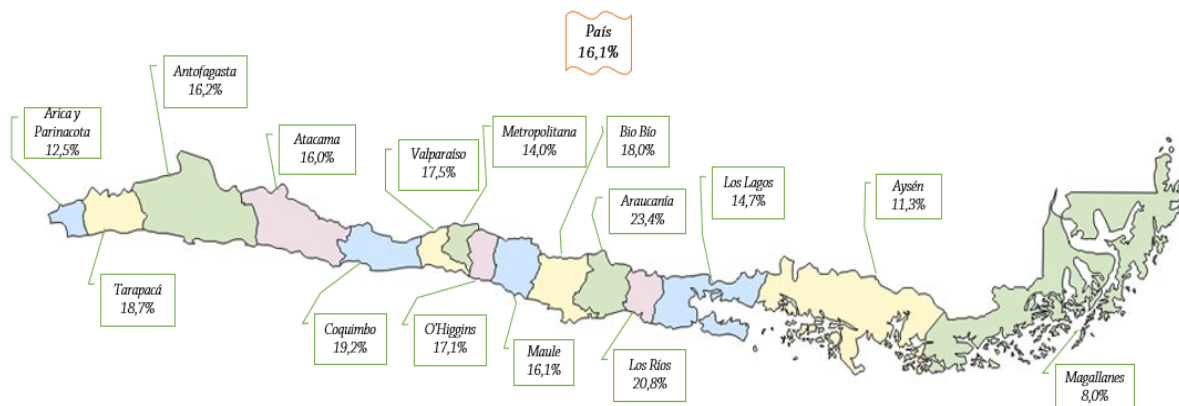 País
16,1%
Antofagasta
16,2%
Arica y
Parinacota
12,5%
Atacama
16,0%
Valparaíso
17,5%
Metropolitana
14,0%
Bio Bío
18,0%
Araucanía
23,4%
Los Lagos
14,7%
Aysén
11,3%
Tarapacá
18,7%
Coquimbo
19,2%
O'Higgins
17,1%
Maule
16,1%
Los Ríos
20,8%
Magallanes
8,0%